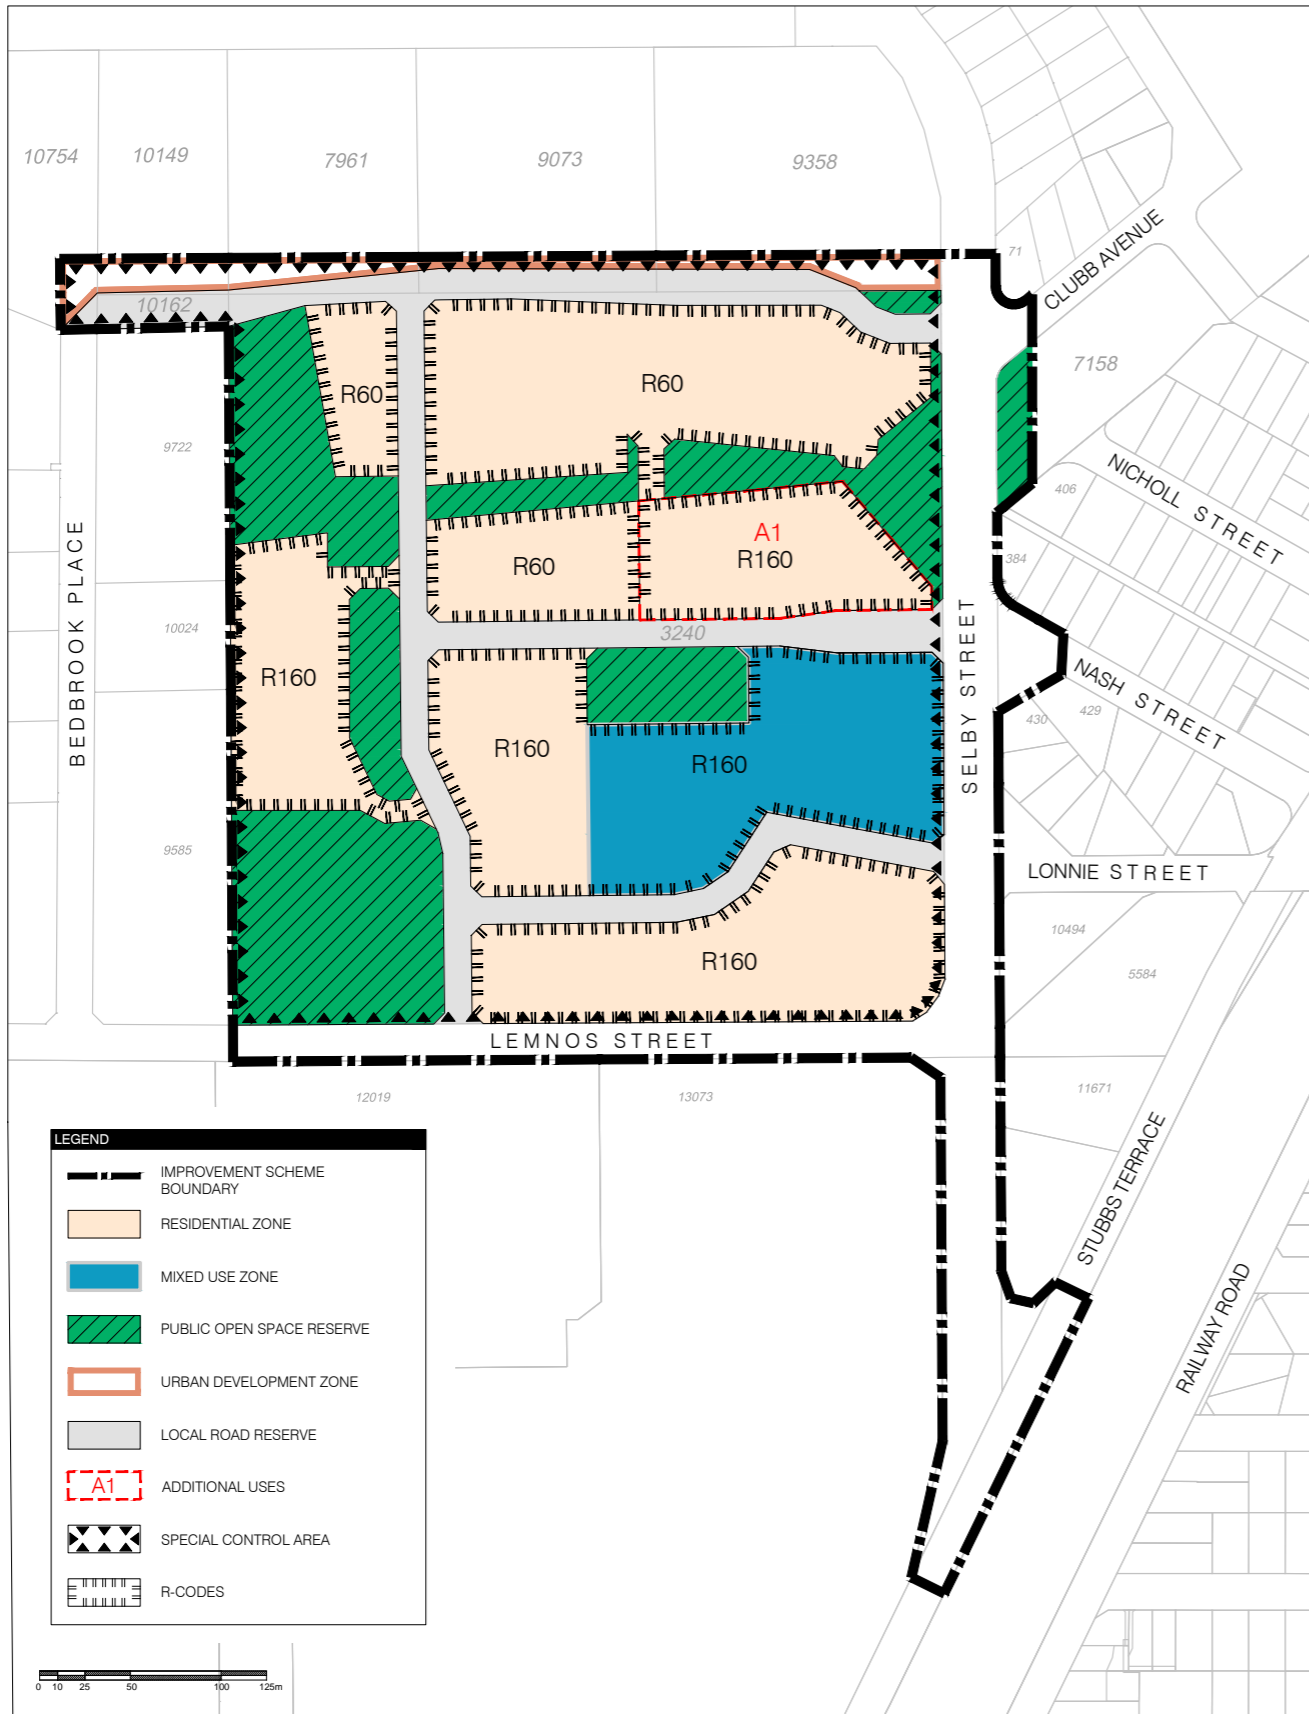 10754
10149
7961
9073
9358
71
CLUBB AVENUE
10162
7158
R60
R60
9722
406
NICHOLL STREET
A1
R160
R60
384
BEDBROOK PLACE
10024
3240
SELBY STREET
R160
NASH STREET
429
430
R160
R160
9585
LONNIE STREET
10494
R160
5584
LEMNOS STREET
12019
13073
11671
STUBBS TERRACE
RAILWAY ROAD
LEGEND
IMPROVEMENT SCHEME
BOUNDARY
RESIDENTIAL ZONE
MIXED USE ZONE
PUBLIC OPEN SPACE RESERVE
URBAN DEVELOPMENT ZONE
LOCAL ROAD RESERVE
A1 ADDITIONAL USES
SPECIAL CONTROL AREA
R-CODES
0 10 25 50 100 125m